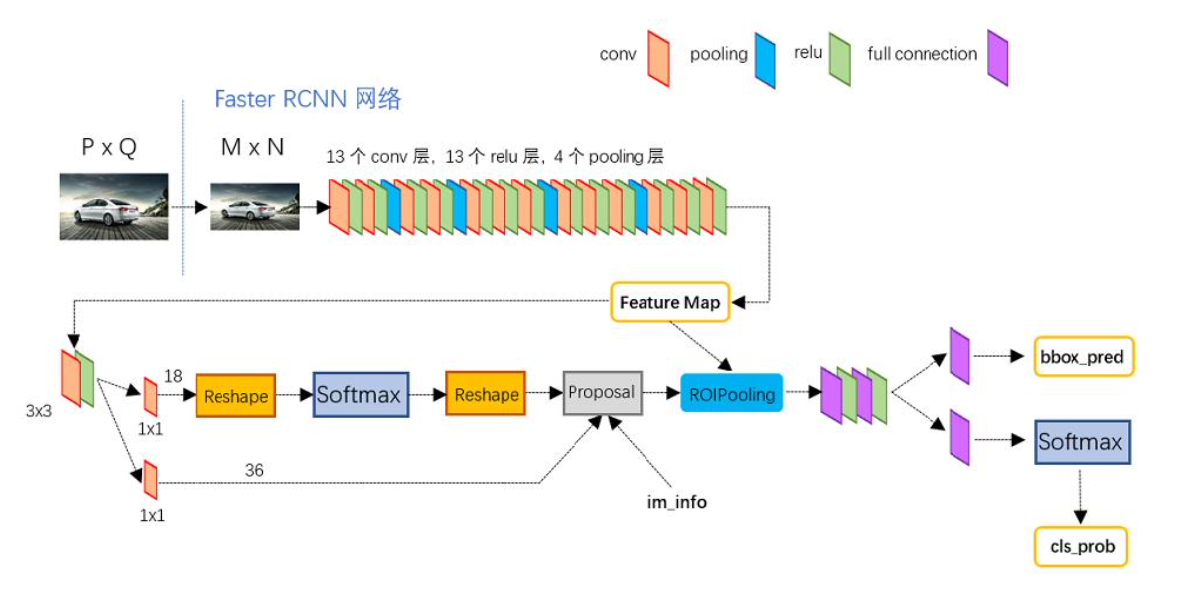 conv
pooling
relu
full connection
Faster RCNN 网络
P x Q
M x N
13 个 conv 层, 13 个 relu 层, 4 个 pooling 层
Feature Map
3x3
1x1
18
Reshape
Softmax
Reshape
Proposal
ROIPooling
bbox_pred
Softmax
1x1
36
im_info
cls_prob